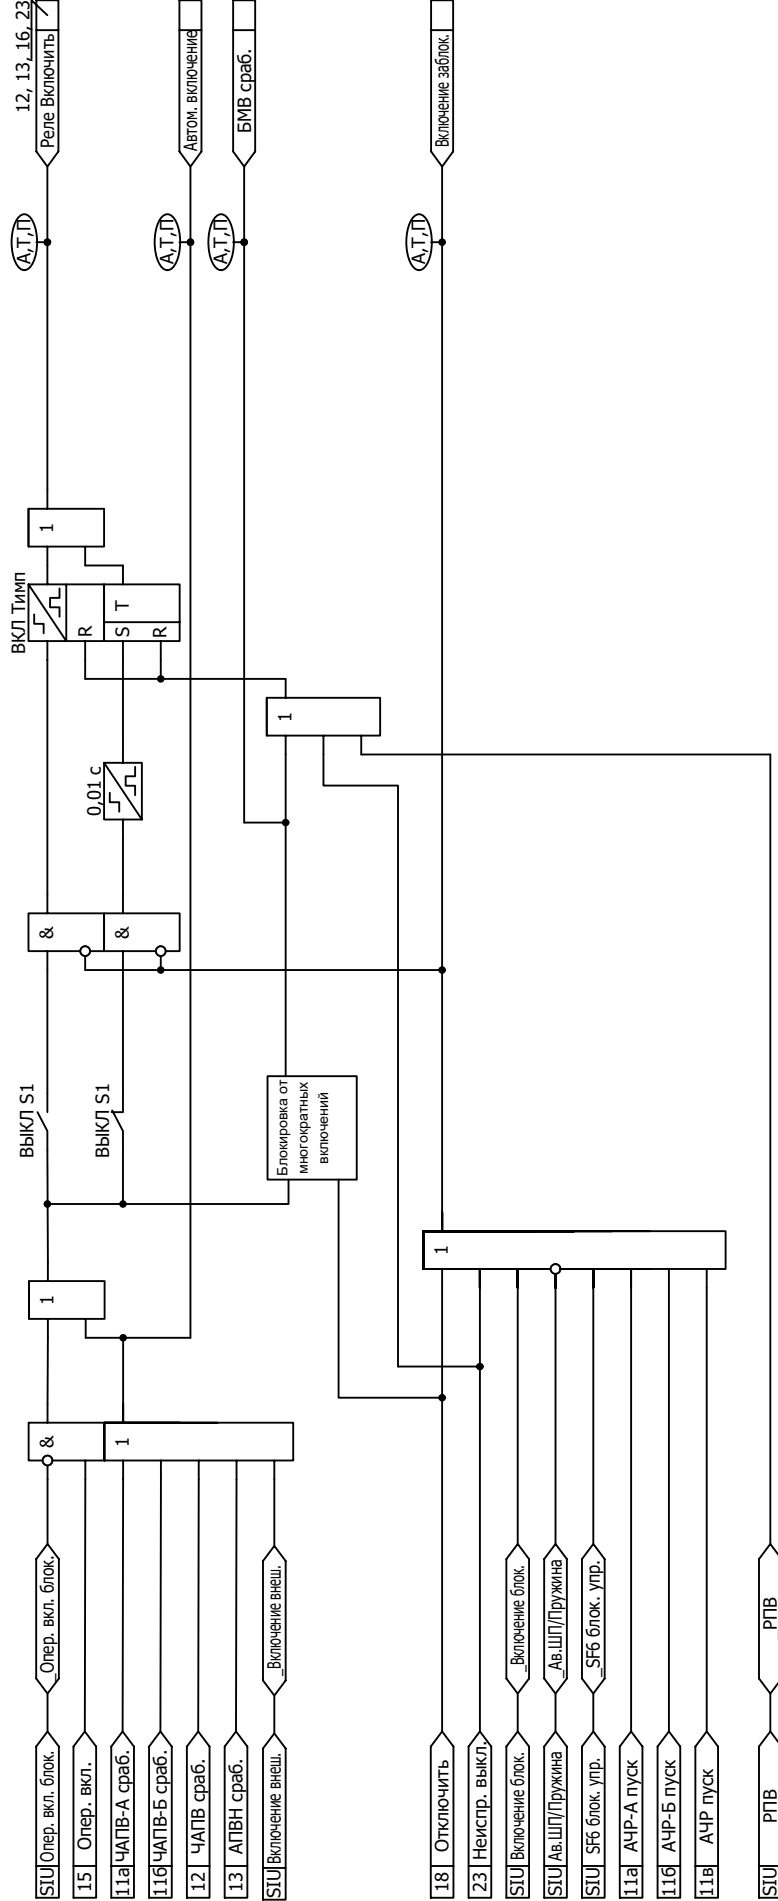 SIU Опер. вкл. блок.
_Опер. вкл. блок.
15 Опер. вкл.
11а ЧАПВ-А сраб.
11б ЧАПВ-Б сраб.
12 ЧАПВ сраб.
13 АПВН сраб.
SIU Включение внеш.
_Включение внеш.
&
1
1
ВЫКЛ S1
ВЫКЛ S1
Блокировка от
многократных
включений
&
&
0,01 с
ВКЛ Тимп
R
S T
R
1
1
А,Т,П
А,Т,П
А,Т,П
А,Т,П
12, 13, 16, 23
Реле Включить
Автом. включение
БМВ сраб.
Включение заблок.
18 Отключить
23 Неиспр. выкл.
SIU Включение блок.
_Включение блок.
SIU Ав.ШП/Пружина
_Ав.ШП/Пружина
SIU SF6 блок. упр.
_SF6 блок. упр.
11а АЧР-А пуск
11б АЧР-Б пуск
11в АЧР пуск
1
SIU РПВ
_РПВ